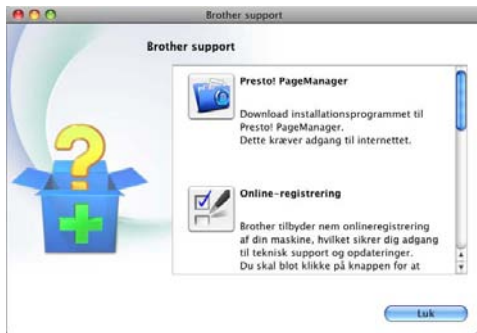 Brother support
Brother support
Presto! PageManager
Download installationsprogrammet til
Presto! PageManager.
Dette kræver adgang til internettet.
Online-registrering
Brother tilbyder nem onlineregistrering
af din maskine, hvilket sikrer dig adgang
til teknisk support og opdateringer.
Du skal blot klikke på knappen for at
Luk